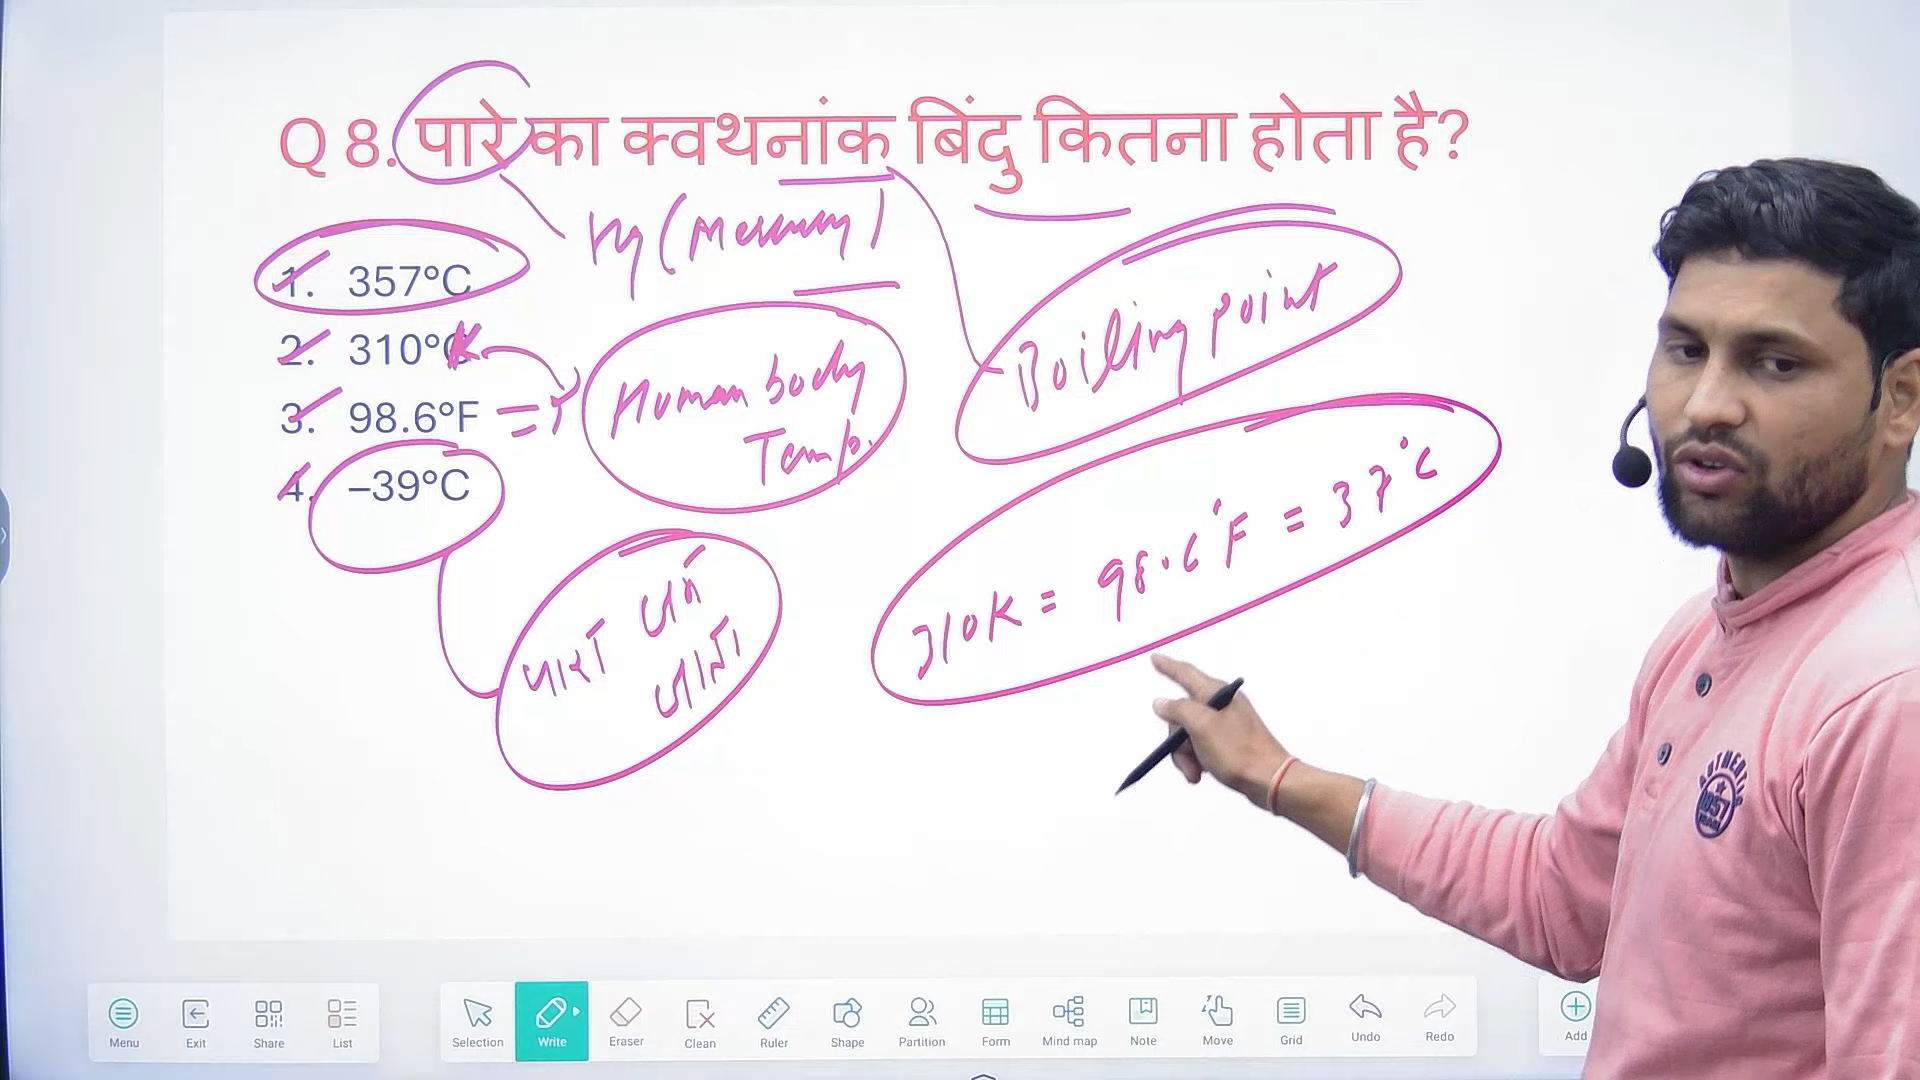 Q 8. पारे का क्वथनांक बिंदु कितना होता है?
Hg (Mercury)
1. 357°C
2. 310°K
3. 98.6°F =
4. –39°C
Human body
Temp.
Boiling point
310K = 98.6°F = 37°C
पारा जम
जाता
AUTHENTIC
1957
Menu
Exit
Share
List
Selection
Write
Eraser
Clean
Ruler
Shape
Partition
Form
Mind map
Note
Move
Grid
Undo
Redo
Add